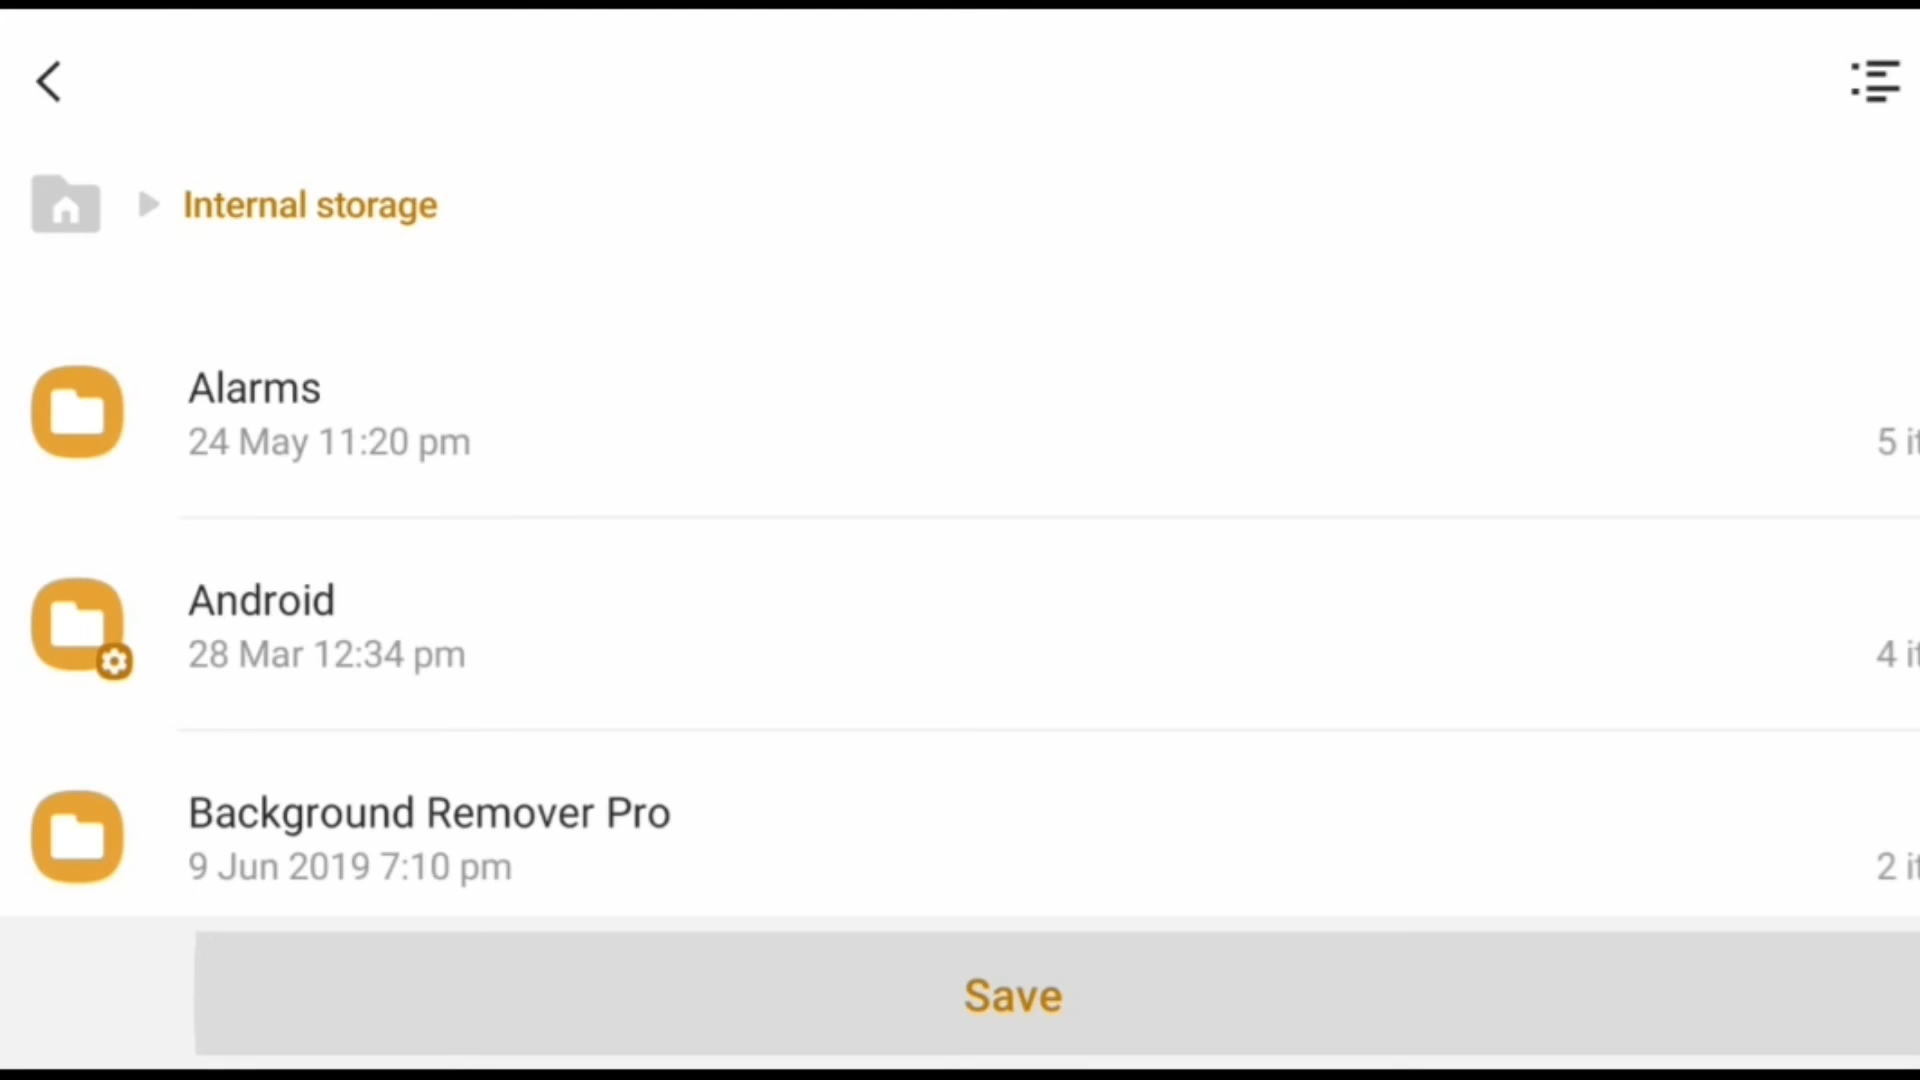 Internal storage
Alarms
24 May 11:20 pm
5
Android
28 Mar 12:34 pm
4
Background Remover Pro
9 Jun 2019 7:10 pm
2
Save